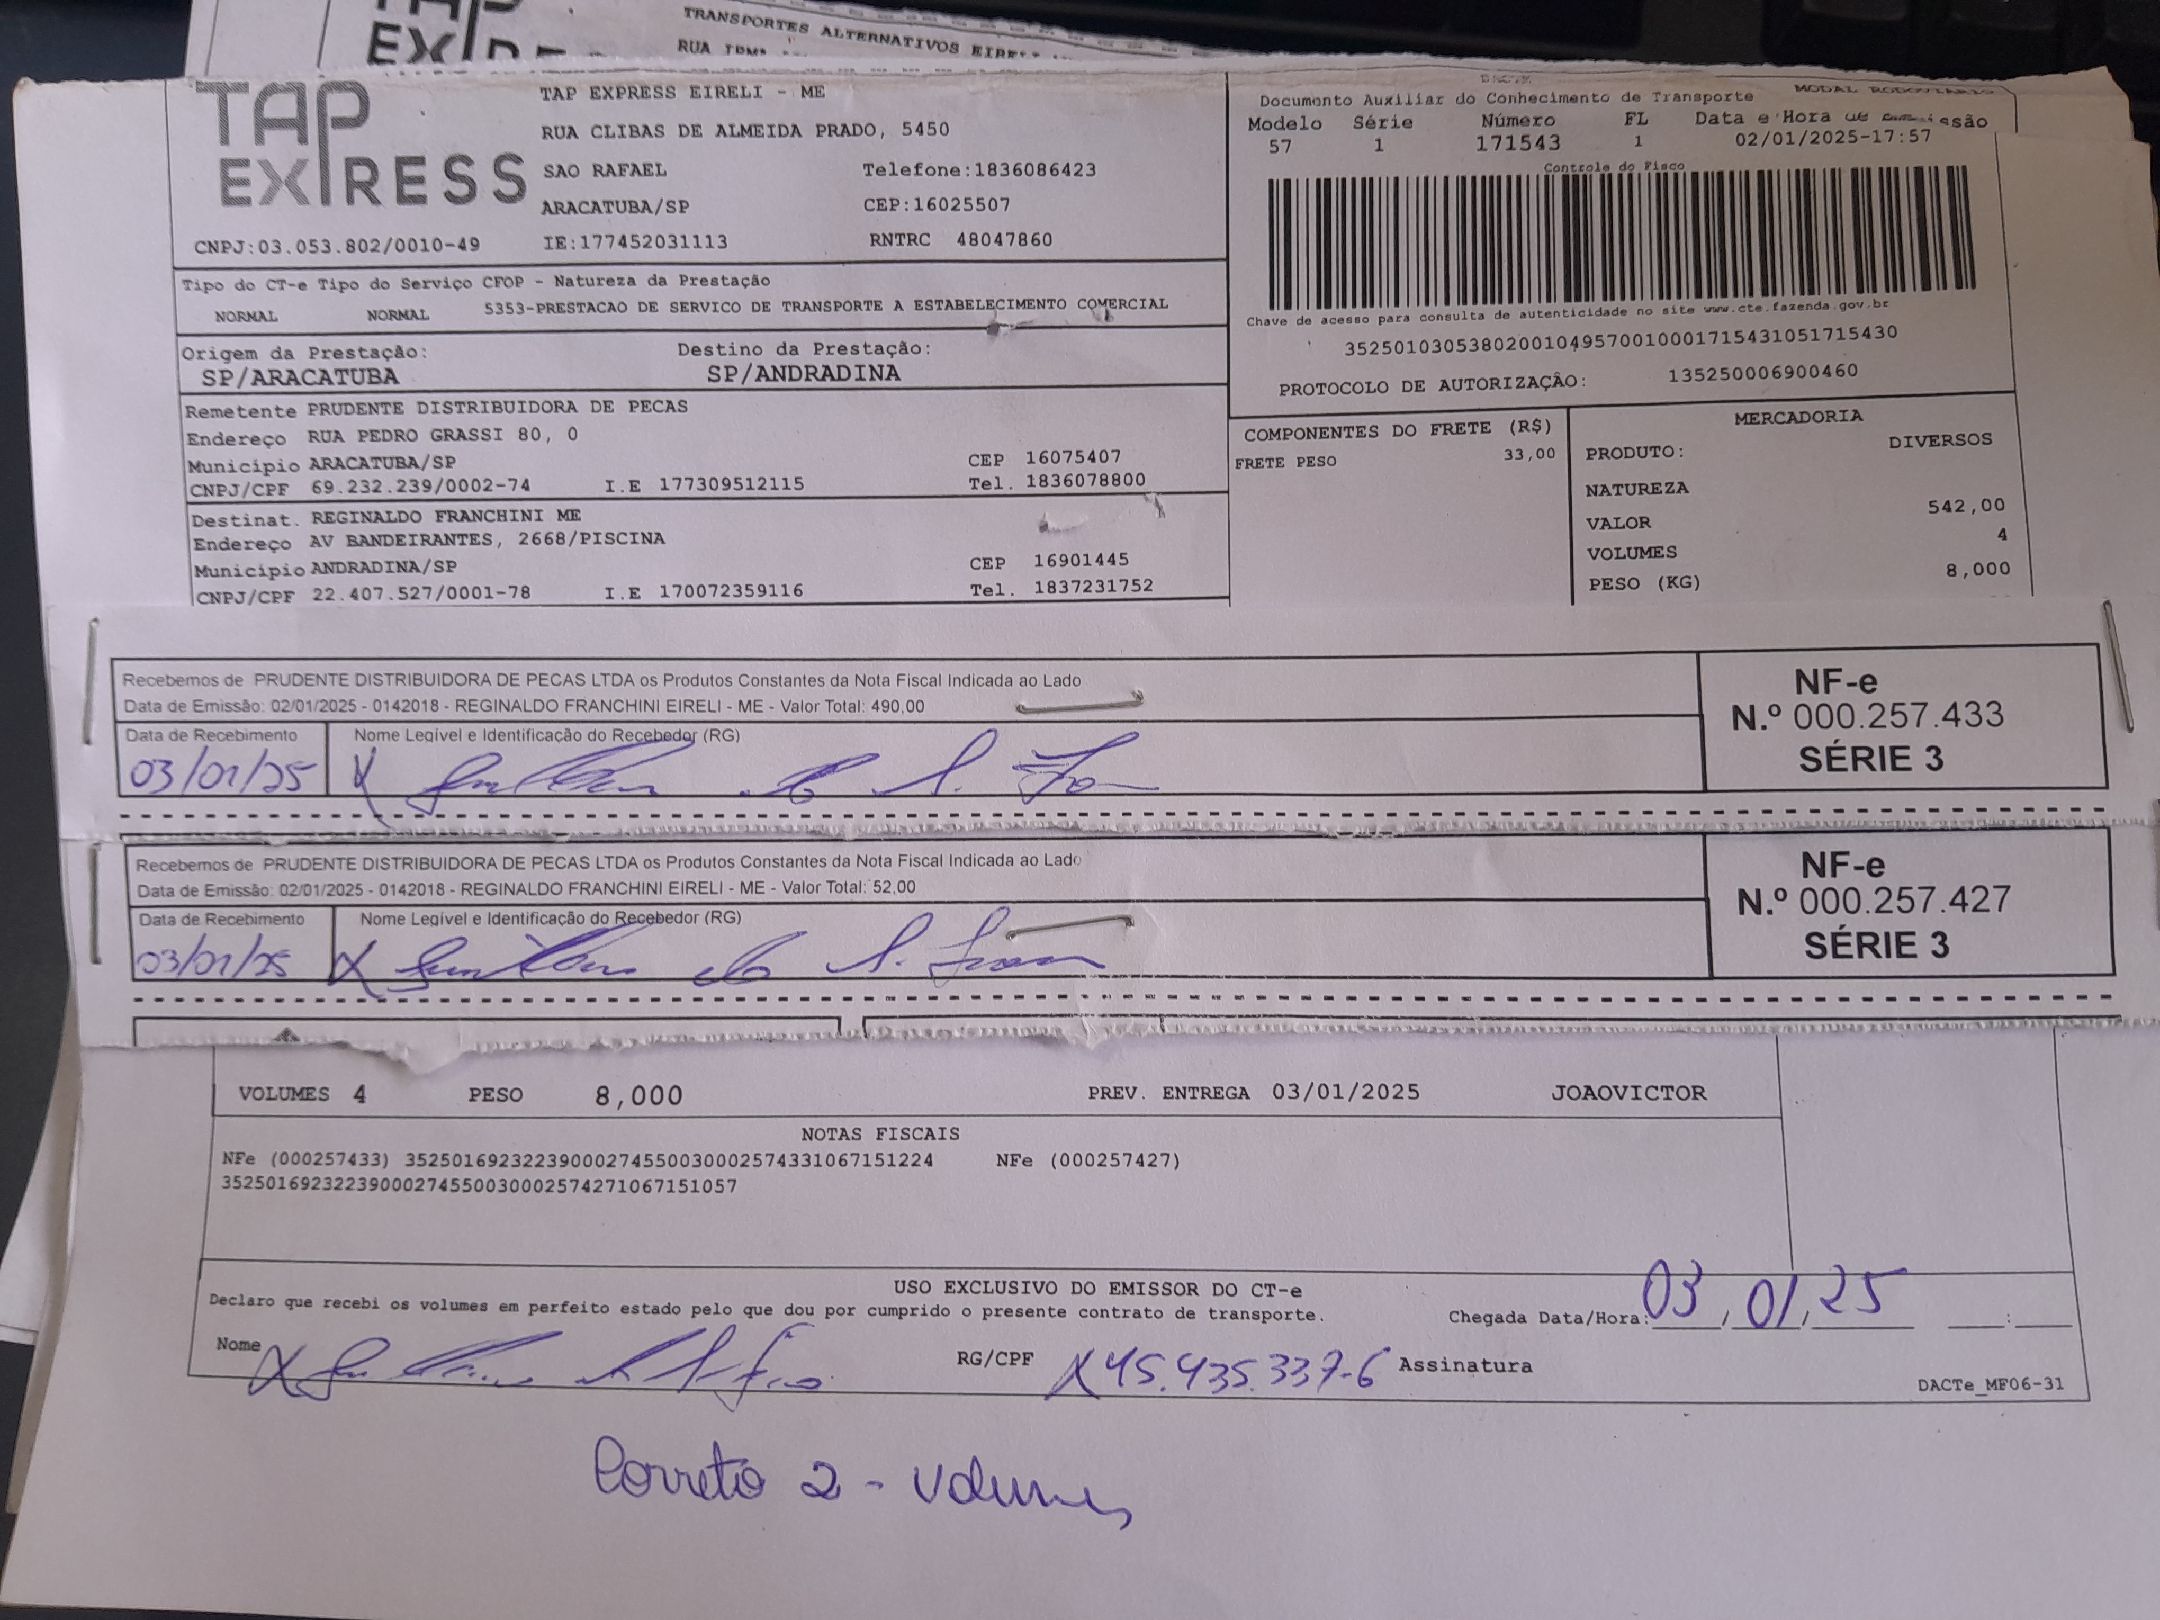 TRANSPORTES ALTERNATIVOS
RUA
TAP EXPRESS
TAP EXPRESS EIRELI - ME
RUA CLIBAS DE ALMEIDA PRADO, 5450
SAO RAFAEL Telefone:1836086423
ARACATUBA/SP CEP:16025507
CNPJ:03.053.802/0010-49 IE:177452031113 RNTRC 48047860
MODAL RODOVIARIO
Documento Auxiliar do Conhecimento de Transporte
Modelo Série Número FL Data e Hora de emissão
57 1 171543 1 02/01/2025-17:57
Controle do Fisco
Chave de acesso para consulta de autenticidade no site www.cte.fazenda.gov.br
35250103053802001049570010001715431051715430
PROTOCOLO DE AUTORIZAÇÃO: 135250006900460
Tipo do CT-e Tipo do Serviço CFOP - Natureza da Prestação
NORMAL NORMAL 5353-PRESTACAO DE SERVICO DE TRANSPORTE A ESTABELECIMENTO COMERCIAL
Origem da Prestação: Destino da Prestação:
SP/ARACATUBA SP/ANDRADINA
Remetente PRUDENTE DISTRIBUIDORA DE PECAS
Endereço RUA PEDRO GRASSI 80, 0
Município ARACATUBA/SP CEP 16075407
CNPJ/CPF 69.232.239/0002-74 I.E 177309512115 Tel. 1836078800
Destinat. REGINALDO FRANCHINI ME
Endereço AV BANDEIRANTES, 2668/PISCINA
Município ANDRADINA/SP CEP 16901445
CNPJ/CPF 22.407.527/0001-78 I.E 170072359116 Tel. 1837231752
COMPONENTES DO FRETE (R$)
FRETE PESO 33,00
MERCADORIA
PRODUTO: DIVERSOS
NATUREZA
VALOR 542,00
VOLUMES 4
PESO (KG) 8,000
Recebemos de PRUDENTE DISTRIBUIDORA DE PECAS LTDA os Produtos Constantes da Nota Fiscal Indicada ao Lado
Data de Emissão: 02/01/2025 - 0142018 - REGINALDO FRANCHINI EIRELI - ME - Valor Total: 490,00
Data de Recebimento Nome Legível e Identificação do Recebedor (RG)
03/01/25 X
NF-e
N.º 000.257.433
SÉRIE 3
Recebemos de PRUDENTE DISTRIBUIDORA DE PECAS LTDA os Produtos Constantes da Nota Fiscal Indicada ao Lado
Data de Emissão: 02/01/2025 - 0142018 - REGINALDO FRANCHINI EIRELI - ME - Valor Total: 52,00
Data de Recebimento Nome Legível e Identificação do Recebedor (RG)
03/01/25 X
NF-e
N.º 000.257.427
SÉRIE 3
VOLUMES 4 PESO 8,000 PREV. ENTREGA 03/01/2025 JOAOVICTOR
NOTAS FISCAIS
NFe (000257433) 35250169232239000274550030002574331067151224 NFe (000257427)
35250169232239000274550030002574271067151057
USO EXCLUSIVO DO EMISSOR DO CT-e
Declaro que recebi os volumes em perfeito estado pelo que dou por cumprido o presente contrato de transporte. Chegada Data/Hora: 03/01/25 __:__
Nome X RG/CPF X 45.435.337-6 Assinatura
DACTe_MF06-31
Correto 2 - Volumes